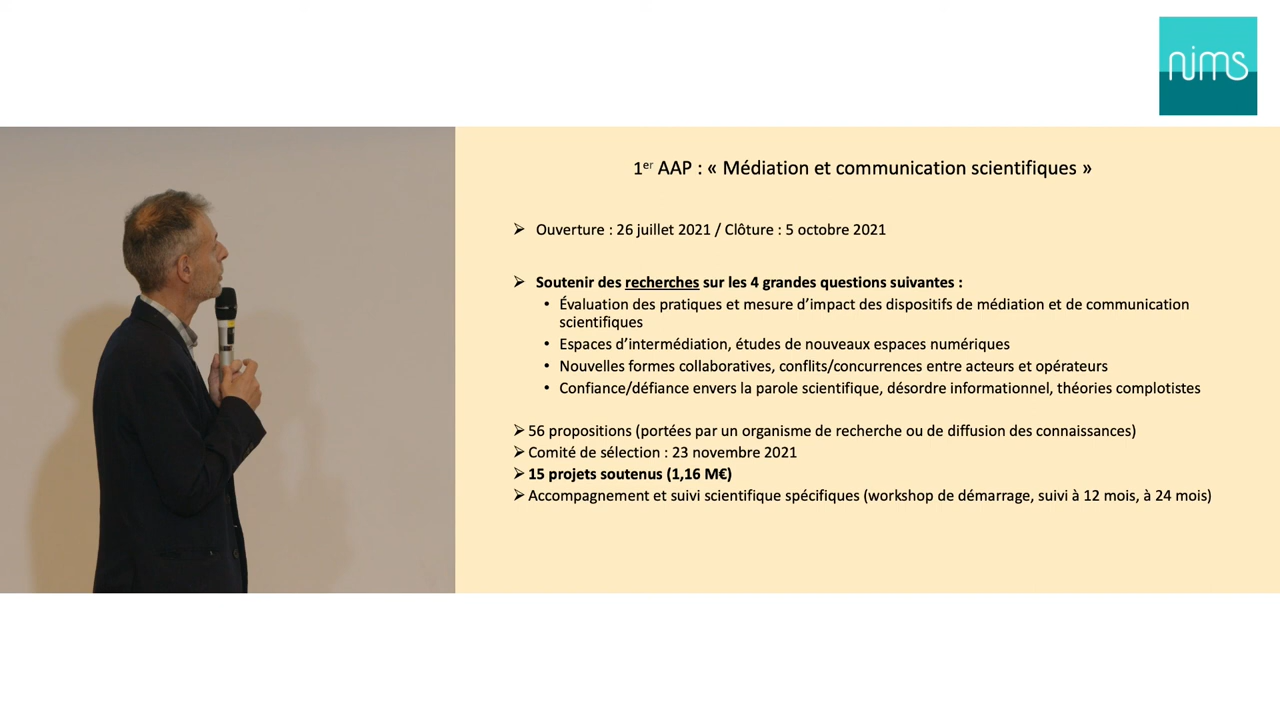 nims
1er AAP : « Médiation et communication scientifiques »
➢ Ouverture : 26 juillet 2021 / Clôture : 5 octobre 2021
➢ Soutenir des recherches sur les 4 grandes questions suivantes :
• Évaluation des pratiques et mesure d’impact des dispositifs de médiation et de communication
scientifiques
• Espaces d’intermédiation, études de nouveaux espaces numériques
• Nouvelles formes collaboratives, conflits/concurrences entre acteurs et opérateurs
• Confiance/défiance envers la parole scientifique, désordre informationnel, théories complotistes
➢ 56 propositions (portées par un organisme de recherche ou de diffusion des connaissances)
➢ Comité de sélection : 23 novembre 2021
➢ 15 projets soutenus (1,16 M€)
➢ Accompagnement et suivi scientifique spécifiques (workshop de démarrage, suivi à 12 mois, à 24 mois)